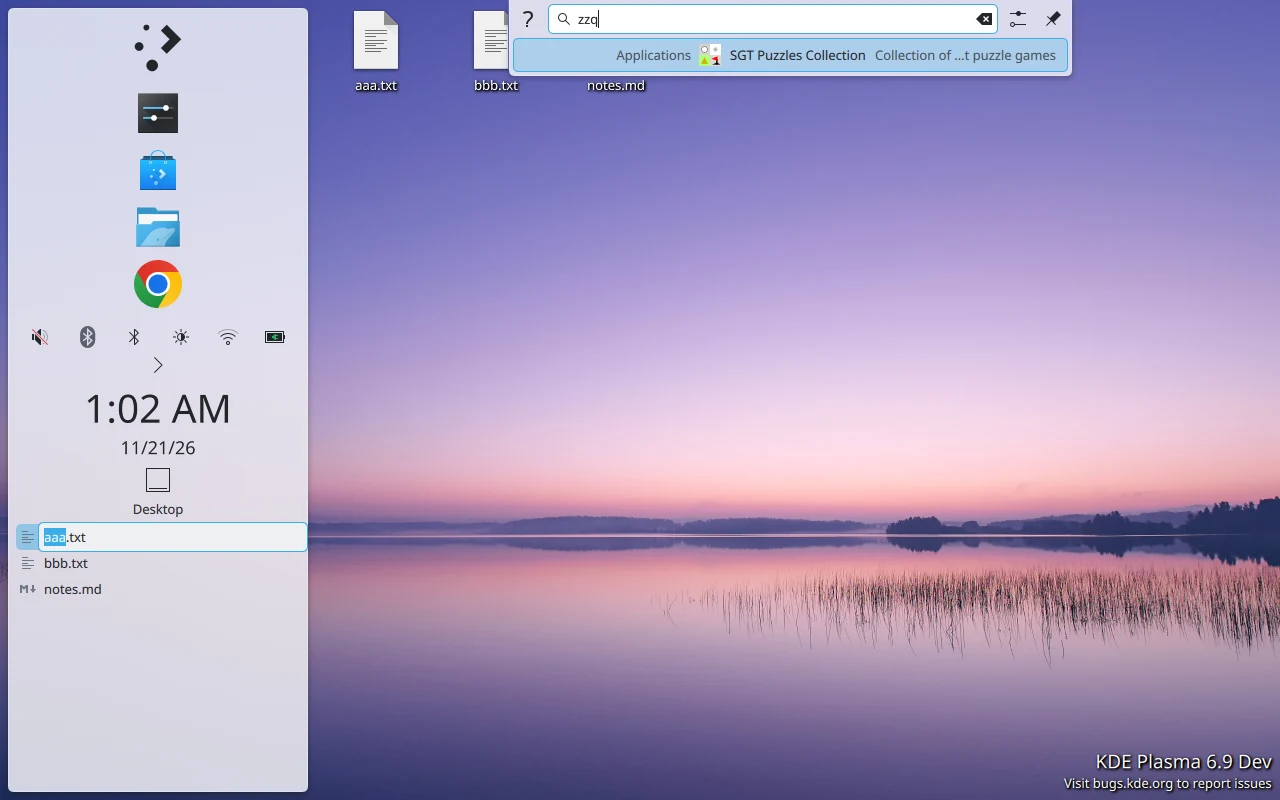 ?
zzq
Applications SGT Puzzles Collection Collection of ...t puzzle games
aaa.txt
bbb.txt
notes.md
1:02 AM
11/21/26
Desktop
aaa.txt
bbb.txt
M↓ notes.md
KDE Plasma 6.9 Dev
Visit bugs.kde.org to report issues